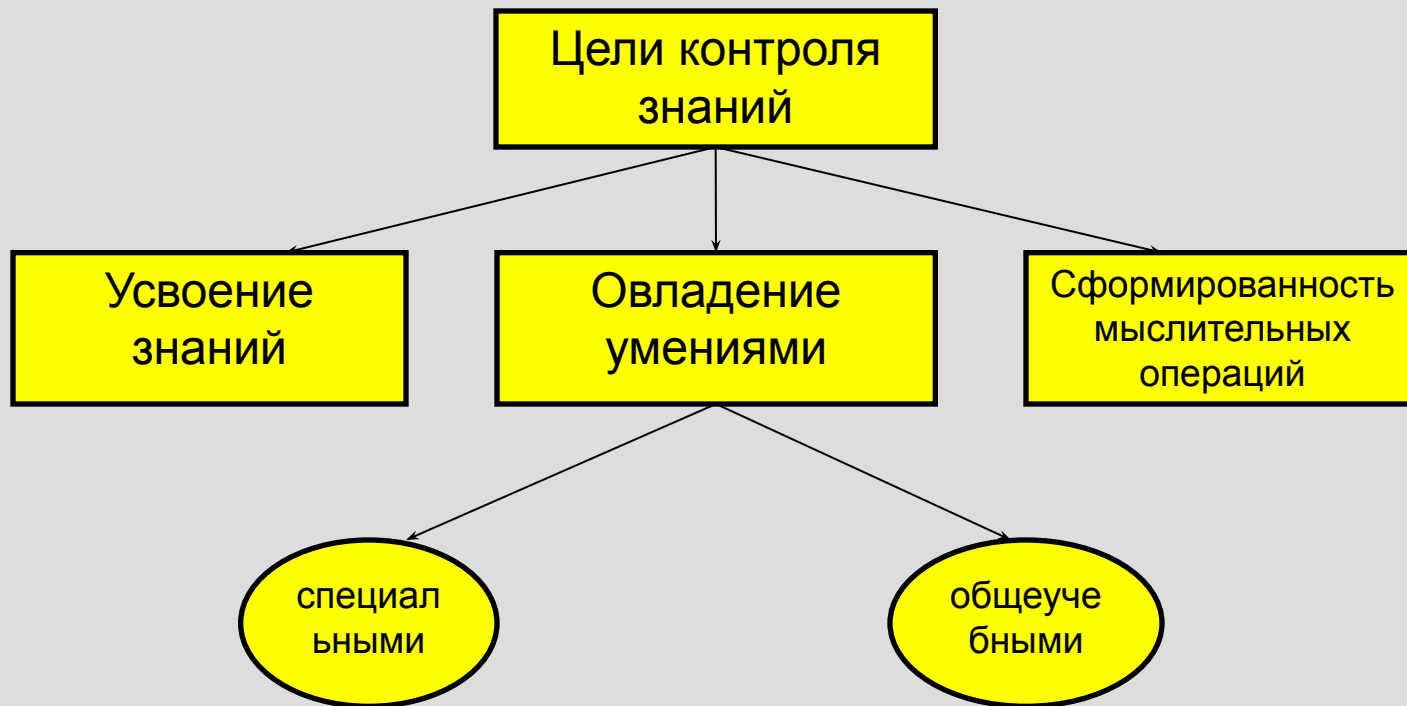 Цели контроля
знаний
Усвоение
знаний
Овладение
умениями
Сформированность
мыслительных
операций
специал
ьными
общеуче
бными